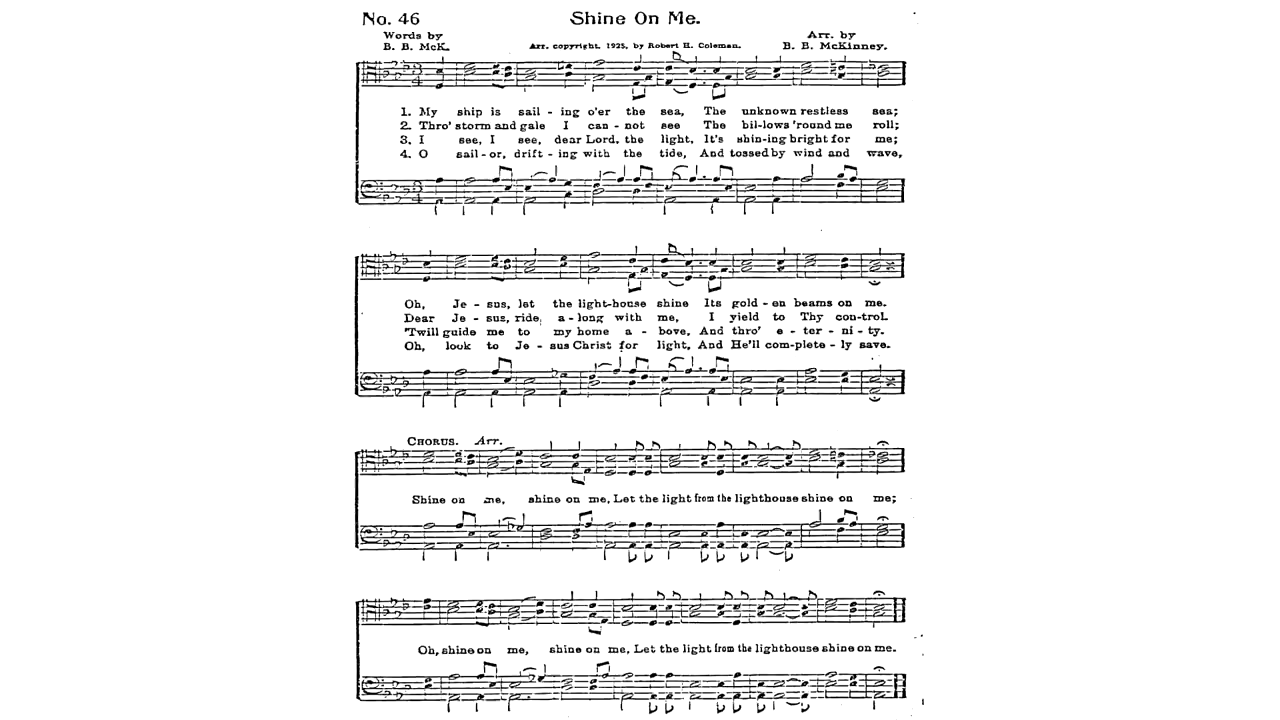 No. 46
Shine On Me.
Words by
B. B. McK.
Arr. copyright, 1925, by Robert H. Coleman.
Arr. by
B. B. McKinney.
1. My ship is sail - ing o'er the sea, The unknown restless sea;
2. Thro' storm and gale I can - not see The bil-lows 'round me roll;
3. I see, I see, dear Lord, the light, It's shin-ing bright for me;
4. O sail - or, drift - ing with the tide, And tossed by wind and wave,
Oh, Je - sus, let the light-house shine Its gold - en beams on me.
Dear Je - sus, ride, a - long with me, I yield to Thy con-trol.
'Twill guide me to my home a - bove, And thro' e - ter - ni - ty.
Oh, look to Je - sus Christ for light, And He'll com-plete - ly save.
CHORUS. Arr.
Shine on me, shine on me, Let the light from the lighthouse shine on me;
Oh, shine on me, shine on me, Let the light from the lighthouse shine on me.